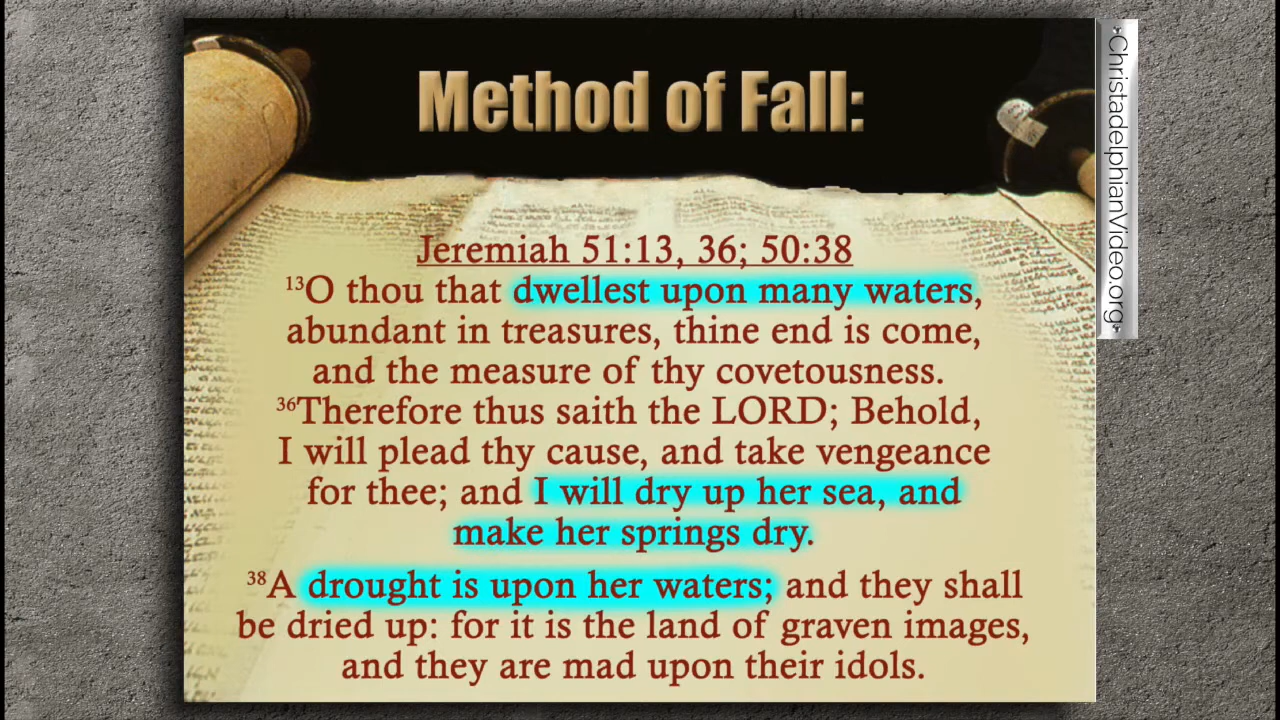 Method of Fall:
Jeremiah 51:13, 36; 50:38
¹³O thou that dwellest upon many waters,
abundant in treasures, thine end is come,
and the measure of thy covetousness.
³⁶Therefore thus saith the LORD; Behold,
I will plead thy cause, and take vengeance
for thee; and I will dry up her sea, and
make her springs dry.
³⁸A drought is upon her waters; and they shall
be dried up: for it is the land of graven images,
and they are mad upon their idols.
ChristadelphianVideo.org